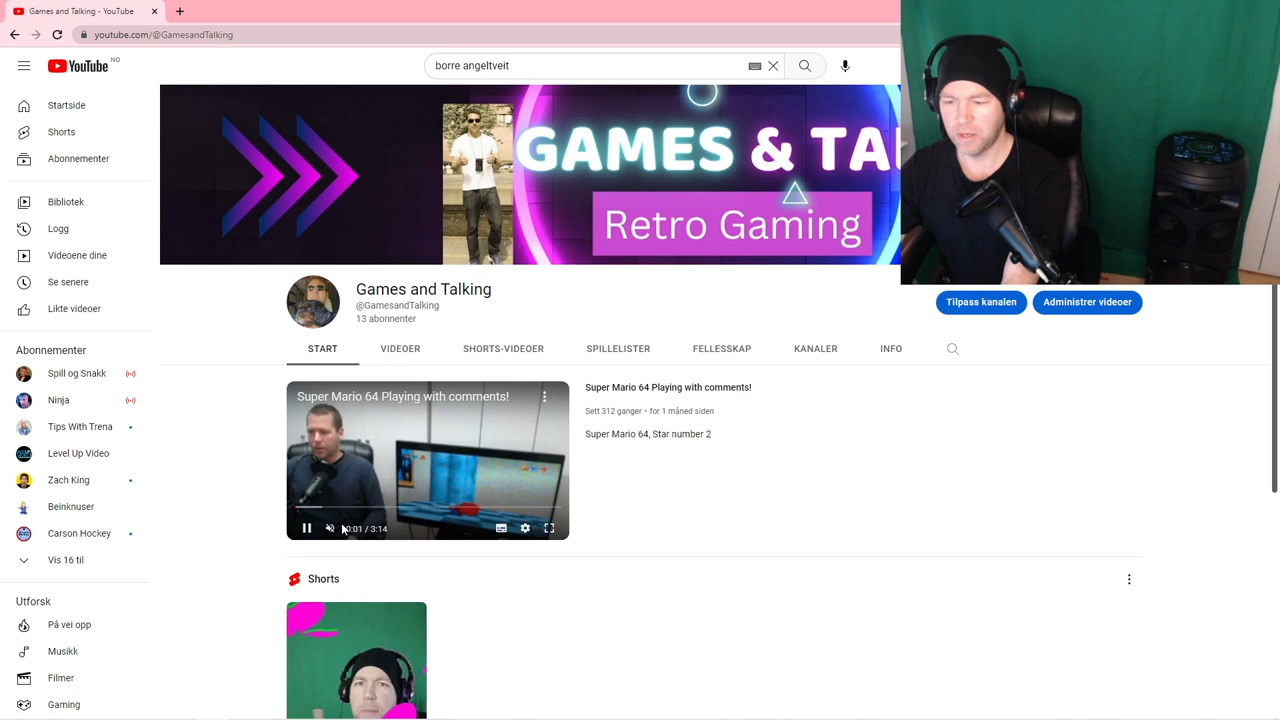 Games and Talking - YouTube
youtube.com/@GamesandTalking
YouTube NO
borre angeltveit
Startside
Shorts
Abonnementer
Bibliotek
Logg
Videoene dine
Se senere
Likte videoer
Abonnementer
Spill og Snakk
Ninja
Tips With Trena
Level Up Video
Zach King
Beinknuser
Carson Hockey
Vis 16 til
Utforsk
På vei opp
Musikk
Filmer
Gaming
GAMES & TA
Retro Gaming
Games and Talking
@GamesandTalking
13 abonnenter
Tilpass kanalen
Administrer videoer
START VIDEOER SHORTS-VIDEOER SPILLELISTER FELLESSKAP KANALER INFO
Super Mario 64 Playing with comments!
0:01 / 3:14
Super Mario 64 Playing with comments!
Sett 312 ganger • for 1 måned siden
Super Mario 64, Star number 2
Shorts